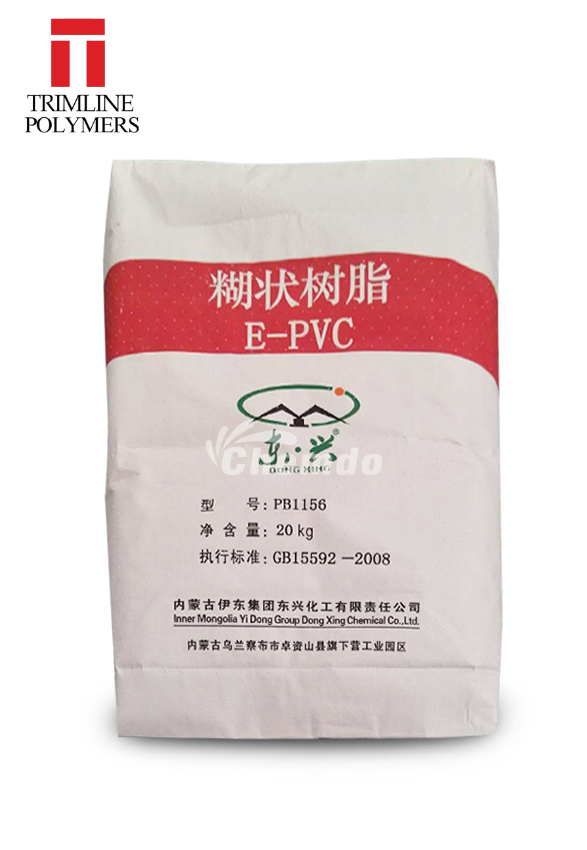 TRIMLINE
POLYMERS
糊状树脂
E-PVC
东·兴®
DONG XING
Chemdo
型 号: PB1156
净含量: 20kg
执行标准: GB15592-2008
内蒙古伊东集团东兴化工有限责任公司
Inner Mongolia Yi Dong Group Dong Xing Chemical Co.,Ltd.
内蒙古乌兰察布市卓资山县旗下营工业园区